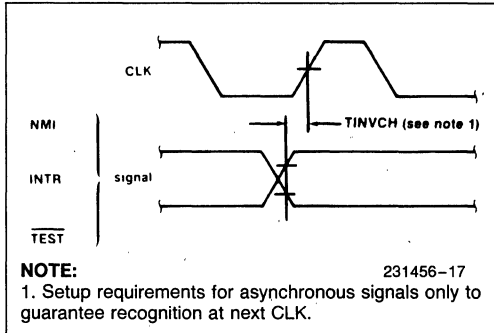 CLK
TINVCH (see note 1)
NMI
INTR
signal
TEST
NOTE:
231456–17
1. Setup requirements for asynchronous signals only to
guarantee recognition at next CLK.